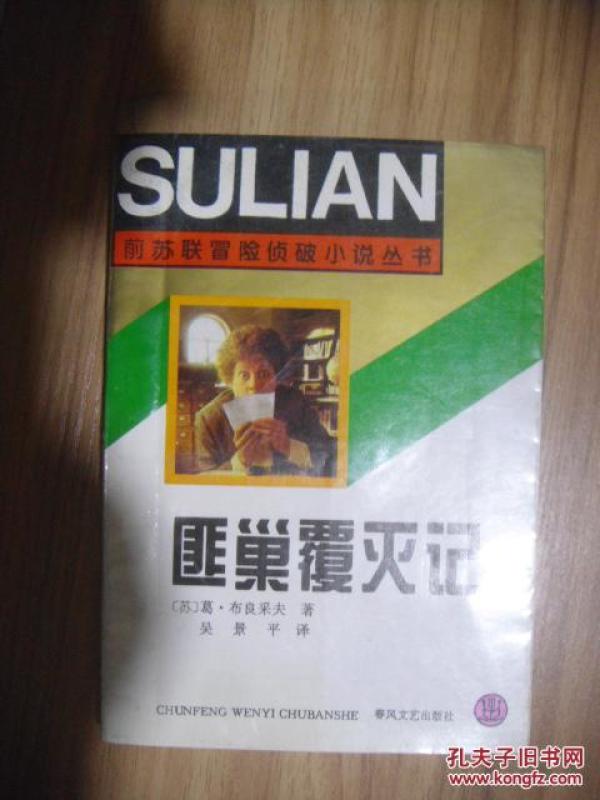 SULIAN
前苏联冒险侦破小说丛书
匪巢覆灭记
〔苏〕葛·布良采夫 著
吴景平 译
CHUNFENG WENYI CHUBANSHE 春风文艺出版社
孔夫子旧书网
www.kongfz.com